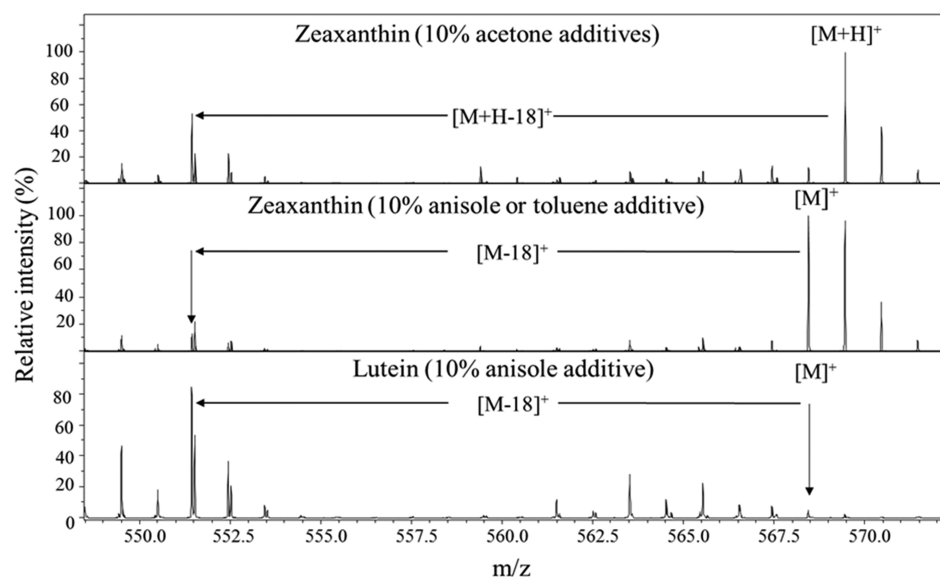 Zeaxanthin (10% acetone additives)
[M+H]⁺
100
80
60
40
20
[M+H-18]⁺
Zeaxanthin (10% anisole or toluene additive)
[M]⁺
100
80
60
40
20
[M-18]⁺
Lutein (10% anisole additive)
[M]⁺
80
60
40
20
0
[M-18]⁺
Relative intensity (%)
550.0 552.5 555.0 557.5 560.0 562.5 565.0 567.5 570.0
m/z